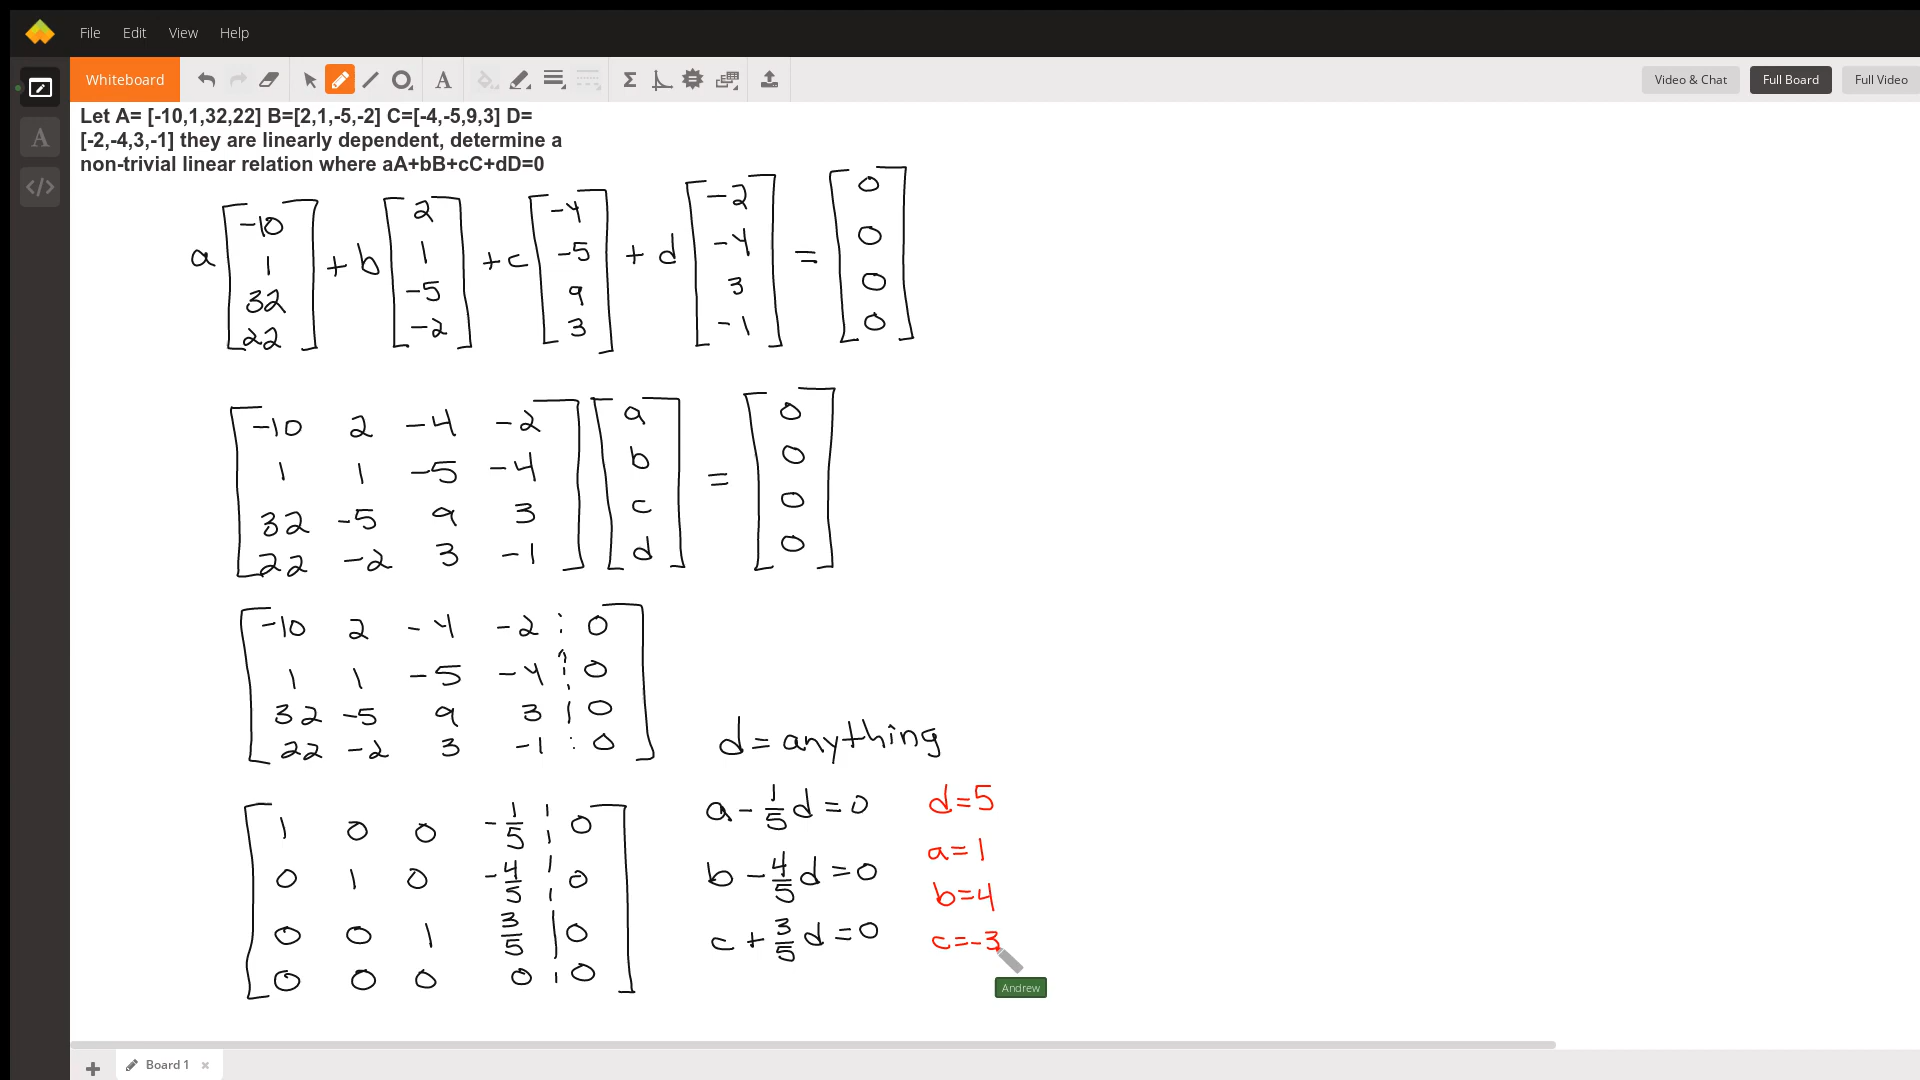 File Edit View Help
Whiteboard
A
Σ
Video & Chat
Full Board
Full Video
A
</>
Let A= [-10,1,32,22] B=[2,1,-5,-2] C=[-4,-5,9,3] D=
[-2,-4,3,-1] they are linearly dependent, determine a
non-trivial linear relation where aA+bB+cC+dD=0
a [-10 1 32 22] + b [2 1 -5 -2] + c [-4 -5 9 3] + d [-2 -4 3 -1] = [0 0 0 0]
-10 2 -4 -2 a 0
1 1 -5 -4 b = 0
32 -5 9 3 c 0
22 -2 3 -1 d 0
-10 2 -4 -2 ¦ 0
1 1 -5 -4 ¦ 0
32 -5 9 3 ¦ 0
22 -2 3 -1 ¦ 0
1 0 0 -1/5 ¦ 0
0 1 0 -4/5 ¦ 0
0 0 1 3/5 | 0
0 0 0 0 ¦ 0
d = anything
a - 1/5 d = 0
b - 4/5 d = 0
c + 3/5 d = 0
d=5
a=1
b=4
c=-3
Andrew
+ Board 1 ×